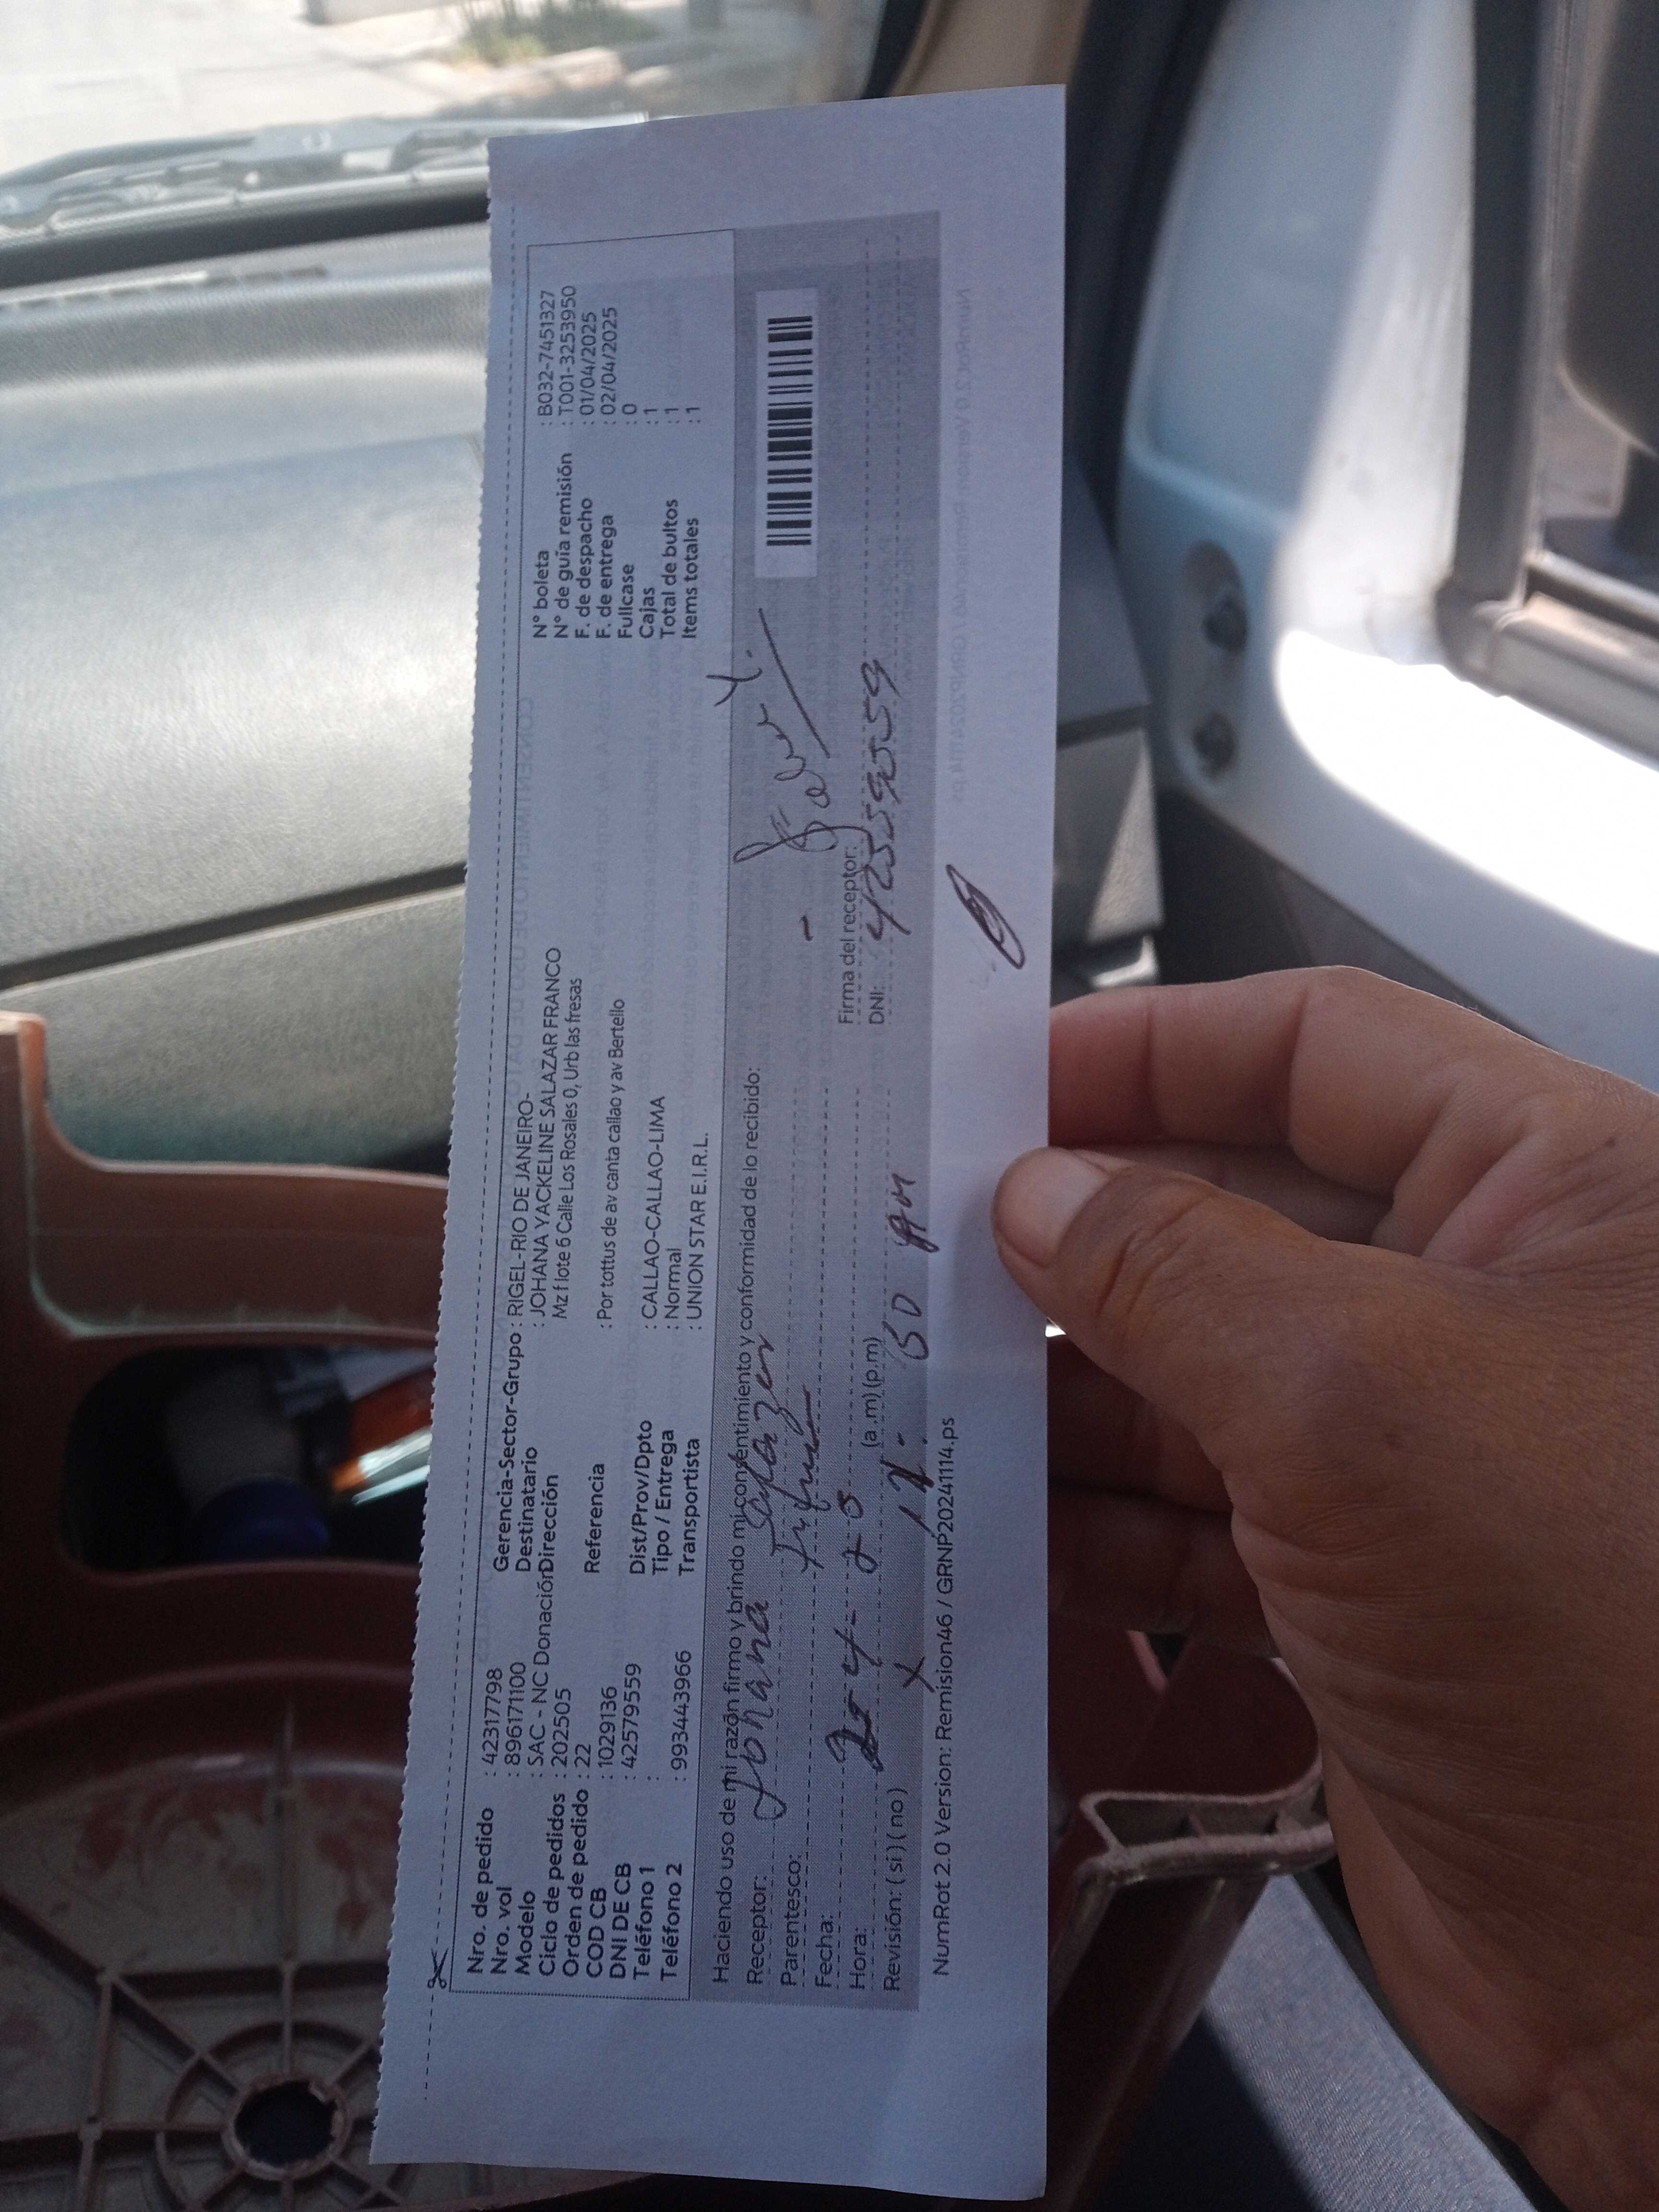 Nro. de pedido : 42317798
Nro. vol : 896171100
Modelo : SAC - NC Donación
Ciclo de pedidos : 202505
Orden de pedido : 22
COD CB : 1029136
DNI DE CB : 42579559
Teléfono 1 :
Teléfono 2 : 993443966
Gerencia-Sector-Grupo : RIGEL-RIO DE JANEIRO-
Destinatario : JOHANA YACKELINE SALAZAR FRANCO
Dirección Mz f lote 6 Calle Los Rosales 0, Urb las fresas
Referencia : Por tottus de av canta callao y av Bertello
Dist/Prov/Dpto : CALLAO-CALLAO-LIMA
Tipo / Entrega : Normal
Transportista : UNION STAR E.I.R.L.
N° boleta : B032-7451327
N° de guía remisión : T001-3253950
F. de despacho : 01/04/2025
F. de entrega : 02/04/2025
Fullcase : 0
Cajas : 1
Total de bultos : 1
Items totales : 1
Haciendo uso de mi razón firmo y brindo mi consentimiento y conformidad de lo recibido:
Receptor: Johana Salazar
Parentesco:
Fecha:
Hora: (a.m) (p.m)
Revisión: ( si ) ( no )
Firma del receptor:
DNI:
NumRot 2.0 Version: Remision46 / GRNP20241114.ps